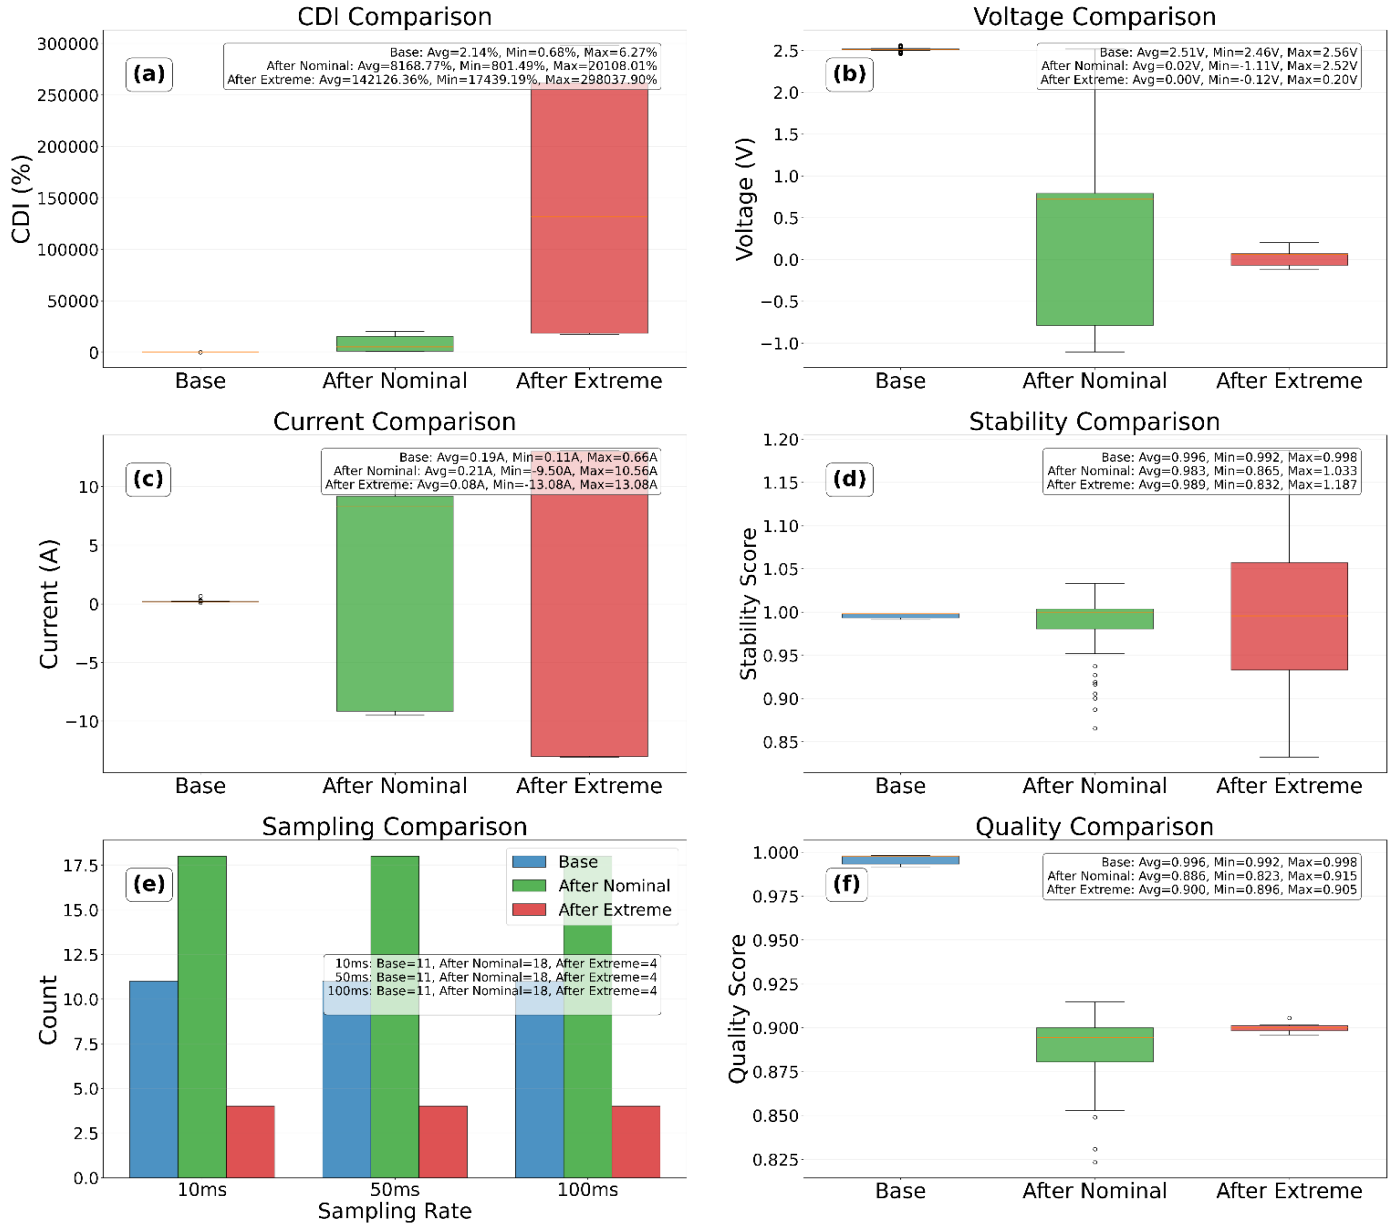 CDI Comparison
(a)
Base: Avg=2.14%, Min=0.68%, Max=6.27%
After Nominal: Avg=8168.77%, Min=801.49%, Max=20108.01%
After Extreme: Avg=142126.36%, Min=17439.19%, Max=298037.90%
CDI (%)
300000
250000
200000
150000
100000
50000
0
Base
After Nominal
After Extreme
Voltage Comparison
(b)
Base: Avg=2.51V, Min=2.46V, Max=2.56V
After Nominal: Avg=0.02V, Min=-1.11V, Max=2.52V
After Extreme: Avg=0.00V, Min=-0.12V, Max=0.20V
Voltage (V)
2.5
2.0
1.5
1.0
0.5
0.0
−0.5
−1.0
Base
After Nominal
After Extreme
Current Comparison
(c)
Base: Avg=0.19A, Min=0.11A, Max=0.66A
After Nominal: Avg=0.21A, Min=-9.50A, Max=10.56A
After Extreme: Avg=0.08A, Min=-13.08A, Max=13.08A
Current (A)
10
5
0
−5
−10
Base
After Nominal
After Extreme
Stability Comparison
(d)
Base: Avg=0.996, Min=0.992, Max=0.998
After Nominal: Avg=0.983, Min=0.865, Max=1.033
After Extreme: Avg=0.989, Min=0.832, Max=1.187
Stability Score
1.20
1.15
1.10
1.05
1.00
0.95
0.90
0.85
Base
After Nominal
After Extreme
Sampling Comparison
(e)
Base
After Nominal
After Extreme
10ms: Base=11, After Nominal=18, After Extreme=4
50ms: Base=11, After Nominal=18, After Extreme=4
100ms: Base=11, After Nominal=18, After Extreme=4
Count
17.5
15.0
12.5
10.0
7.5
5.0
2.5
0.0
10ms
50ms
100ms
Sampling Rate
Quality Comparison
(f)
Base: Avg=0.996, Min=0.992, Max=0.998
After Nominal: Avg=0.886, Min=0.823, Max=0.915
After Extreme: Avg=0.900, Min=0.896, Max=0.905
Quality Score
1.000
0.975
0.950
0.925
0.900
0.875
0.850
0.825
Base
After Nominal
After Extreme